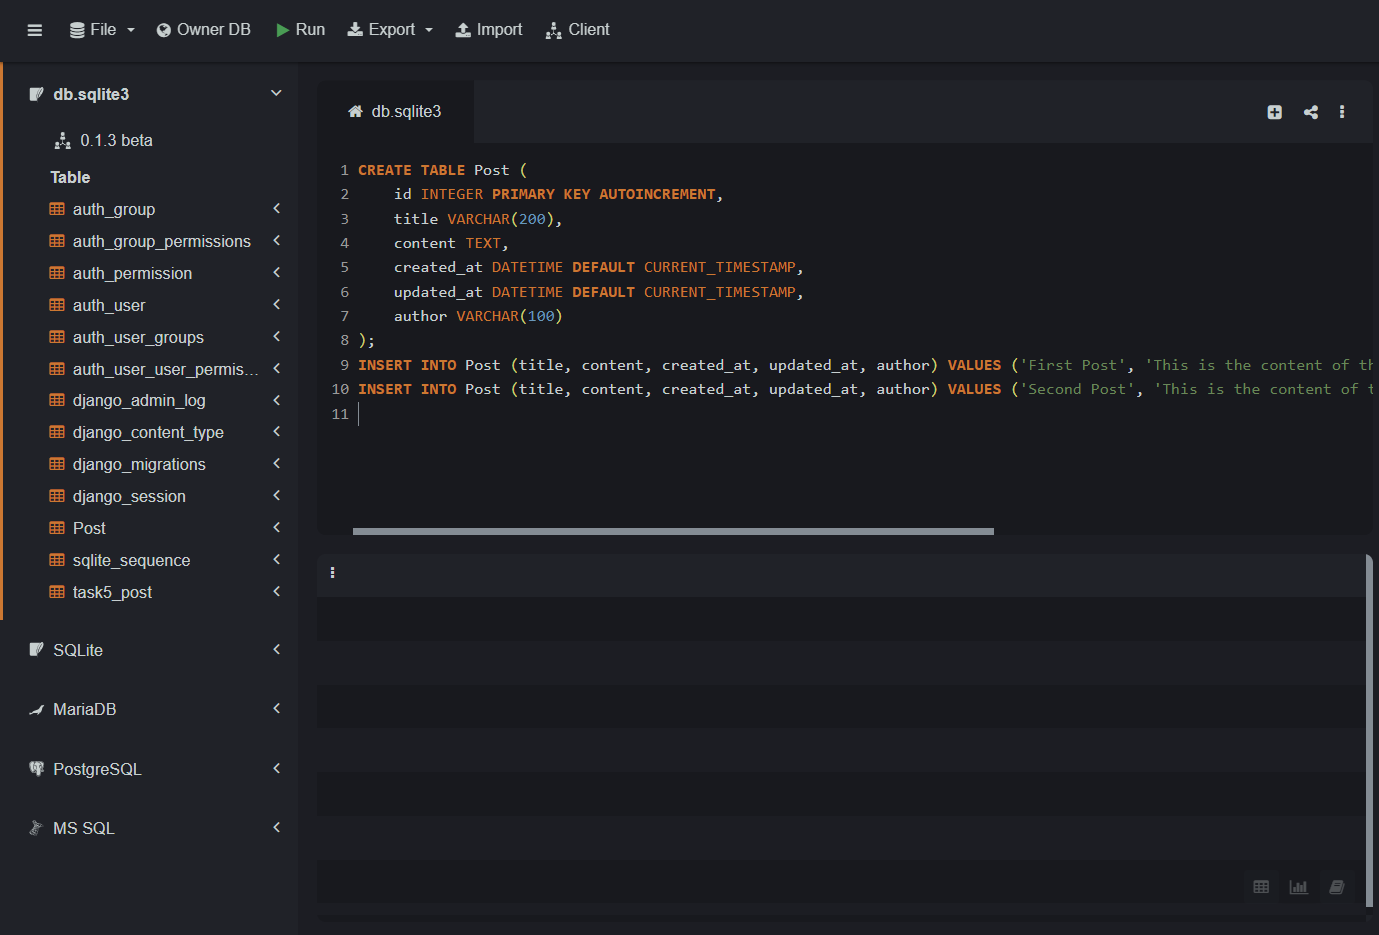 File Owner DB Run Export Import Client
db.sqlite3
0.1.3 beta
Table
auth_group
auth_group_permissions
auth_permission
auth_user
auth_user_groups
auth_user_user_permis...
django_admin_log
django_content_type
django_migrations
django_session
Post
sqlite_sequence
task5_post
SQLite
MariaDB
PostgreSQL
MS SQL
db.sqlite3
1 CREATE TABLE Post (
2 id INTEGER PRIMARY KEY AUTOINCREMENT,
3 title VARCHAR(200),
4 content TEXT,
5 created_at DATETIME DEFAULT CURRENT_TIMESTAMP,
6 updated_at DATETIME DEFAULT CURRENT_TIMESTAMP,
7 author VARCHAR(100)
8 );
9 INSERT INTO Post (title, content, created_at, updated_at, author) VALUES ('First Post', 'This is the content of th
10 INSERT INTO Post (title, content, created_at, updated_at, author) VALUES ('Second Post', 'This is the content of t
11